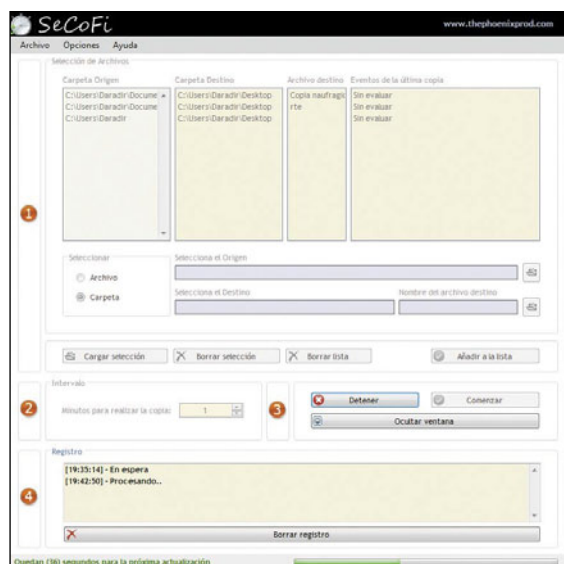 SeCoFi
www.thephoenixprod.com
Archivo Opciones Ayuda
Selección de Archivos
Carpeta Origen Carpeta Destino Archivo destino Eventos de la última copia
C:\Users\Daradir\Docume C:\Users\Daradir\Desktop Copia naufragio Sin evaluar
C:\Users\Daradir\Docume C:\Users\Daradir\Desktop rte Sin evaluar
C:\Users\Daradir C:\Users\Daradir\Desktop Sin evaluar
1
Seleccionar
Archivo
Carpeta
Selecciona el Origen
Selecciona el Destino Nombre del archivo destino
Cargar selección Borrar selección Borrar lista Añadir a la lista
Intervalo
2
Minutos para realizar la copia: 1
3
Detener Comenzar
Ocultar ventana
Registro
[19:35:14] - En espera
[19:42:50] - Procesando..
4
Borrar registro
Quedan (36) segundos para la próxima actualización